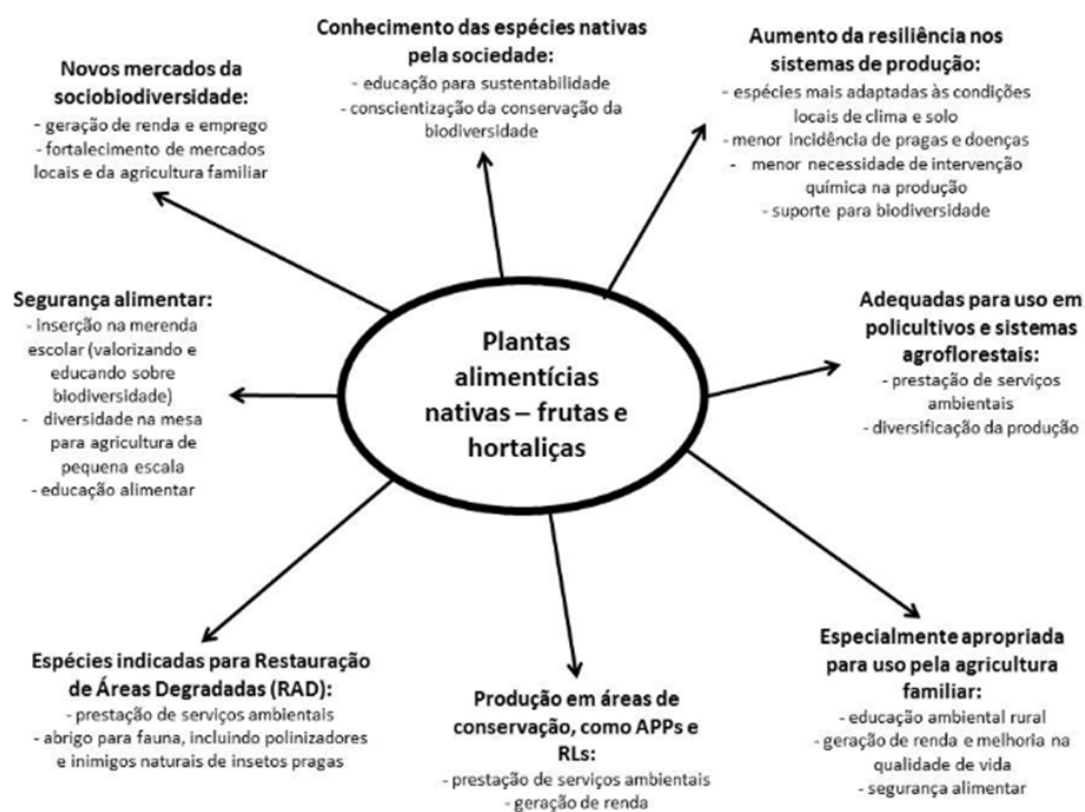 Novos mercados da
sociobiodiversidade:
- geração de renda e emprego
- fortalecimento de mercados
locais e da agricultura familiar
Conhecimento das espécies nativas
pela sociedade:
- educação para sustentabilidade
- conscientização da conservação da
biodiversidade
Aumento da resiliência nos
sistemas de produção:
- espécies mais adaptadas às condições
locais de clima e solo
- menor incidência de pragas e doenças
- menor necessidade de intervenção
química na produção
- suporte para biodiversidade
Segurança alimentar:
- inserção na merenda
escolar (valorizando e
educando sobre
biodiversidade)
- diversidade na mesa
para agricultura de
pequena escala
- educação alimentar
Plantas
alimentícias
nativas – frutas e
hortaliças
Adequadas para uso em
policultivos e sistemas
agroflorestais:
- prestação de serviços
ambientais
- diversificação da produção
Espécies indicadas para Restauração
de Áreas Degradadas (RAD):
- prestação de serviços ambientais
- abrigo para fauna, incluindo polinizadores
e inimigos naturais de insetos pragas
Produção em áreas de
conservação, como APPs e
RLs:
- prestação de serviços ambientais
- geração de renda
Especialmente apropriada
para uso pela agricultura
familiar:
- educação ambiental rural
- geração de renda e melhoria na
qualidade de vida
- segurança alimentar